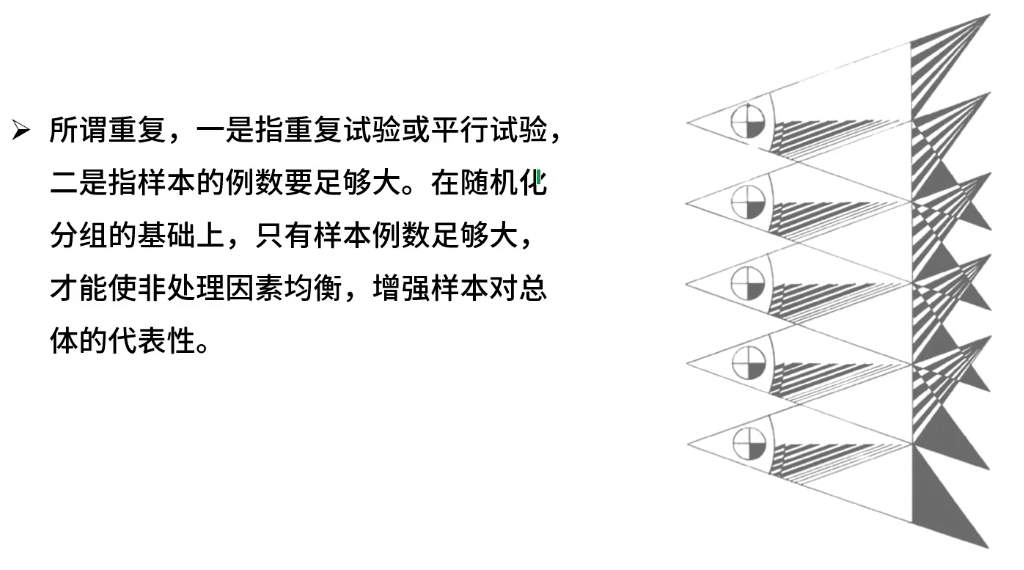 所谓重复，一是指重复试验或平行试验，
二是指样本的例数要足够大。在随机化
分组的基础上，只有样本例数足够大，
才能使非处理因素均衡，增强样本对总
体的代表性。